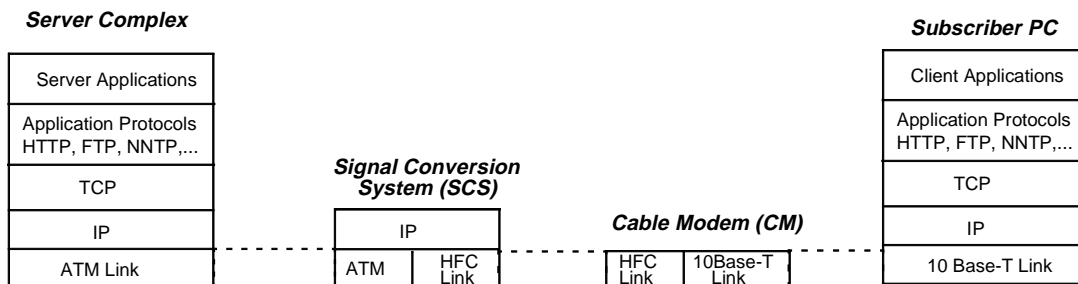 Server Complex
Server Applications
Application Protocols
HTTP, FTP, NNTP,...
TCP
IP
ATM Link
Signal Conversion
System (SCS)
IP
ATM
HFC
Link
Cable Modem (CM)
HFC
Link
10Base-T
Link
Subscriber PC
Client Applications
Application Protocols
HTTP, FTP, NNTP,...
TCP
IP
10 Base-T Link